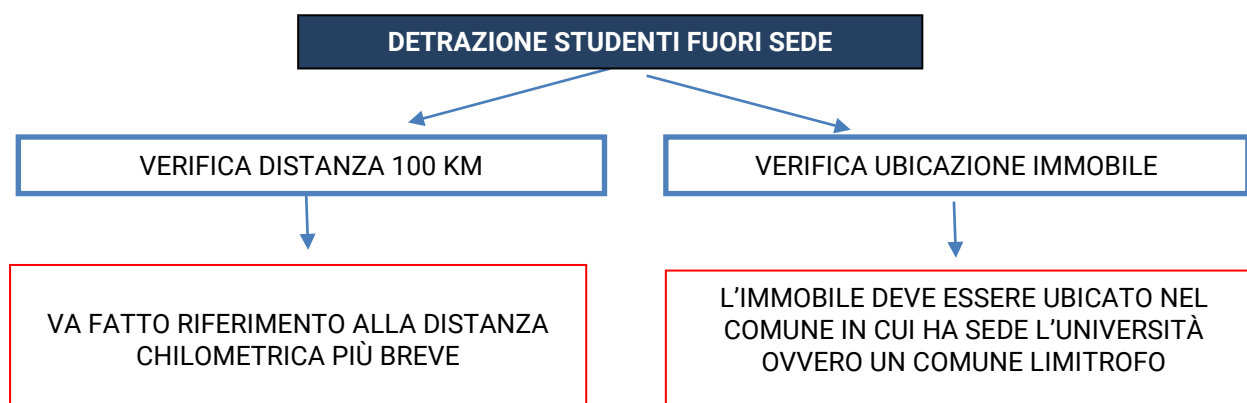 DETRAZIONE STUDENTI FUORI SEDE
VERIFICA DISTANZA 100 KM
VERIFICA UBICAZIONE IMMOBILE
VA FATTO RIFERIMENTO ALLA DISTANZA
CHILOMETRICA PIÙ BREVE
L’IMMOBILE DEVE ESSERE UBICATO NEL
COMUNE IN CUI HA SEDE L’UNIVERSITÀ
OVVERO UN COMUNE LIMITROFO